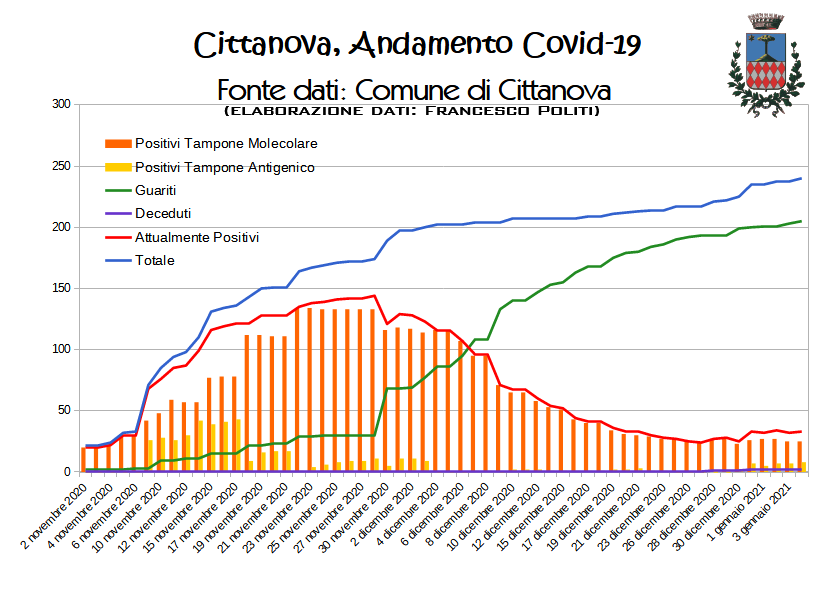 Cittanova, Andamento Covid-19
Fonte dati: Comune di Cittanova
(elaborazione dati: Francesco Politi)
300
250
200
150
100
50
0
Positivi Tampone Molecolare
Positivi Tampone Antigenico
Guariti
Deceduti
Attualmente Positivi
Totale
2 novembre 2020
4 novembre 2020
6 novembre 2020
10 novembre 2020
12 novembre 2020
15 novembre 2020
17 novembre 2020
19 novembre 2020
21 novembre 2020
23 novembre 2020
25 novembre 2020
27 novembre 2020
30 novembre 2020
2 dicembre 2020
4 dicembre 2020
6 dicembre 2020
8 dicembre 2020
10 dicembre 2020
12 dicembre 2020
15 dicembre 2020
17 dicembre 2020
19 dicembre 2020
21 dicembre 2020
23 dicembre 2020
26 dicembre 2020
28 dicembre 2020
30 dicembre 2020
1 gennaio 2021
3 gennaio 2021